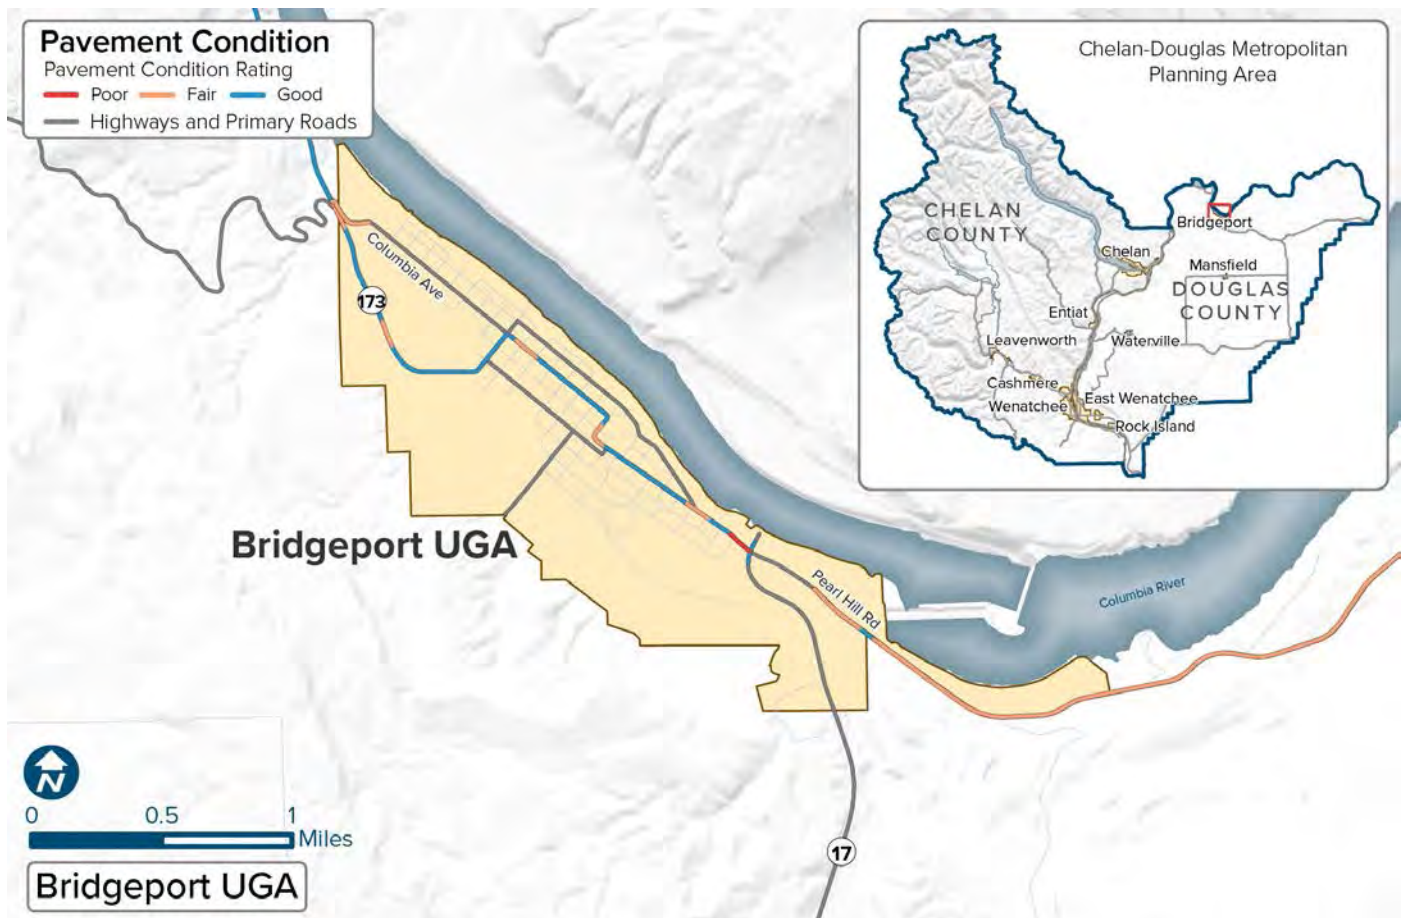 Pavement Condition
Pavement Condition Rating
Poor Fair Good
Highways and Primary Roads
Chelan-Douglas Metropolitan
Planning Area
CHELAN
COUNTY
Bridgeport
Chelan
Mansfield
DOUGLAS
COUNTY
Entiat
Leavenworth
Waterville
Cashmere
East Wenatchee
Wenatchee
Rock Island
Columbia Ave
173
Bridgeport UGA
Pearl Hill Rd
Columbia River
17
N
0 0.5 1
Miles
Bridgeport UGA